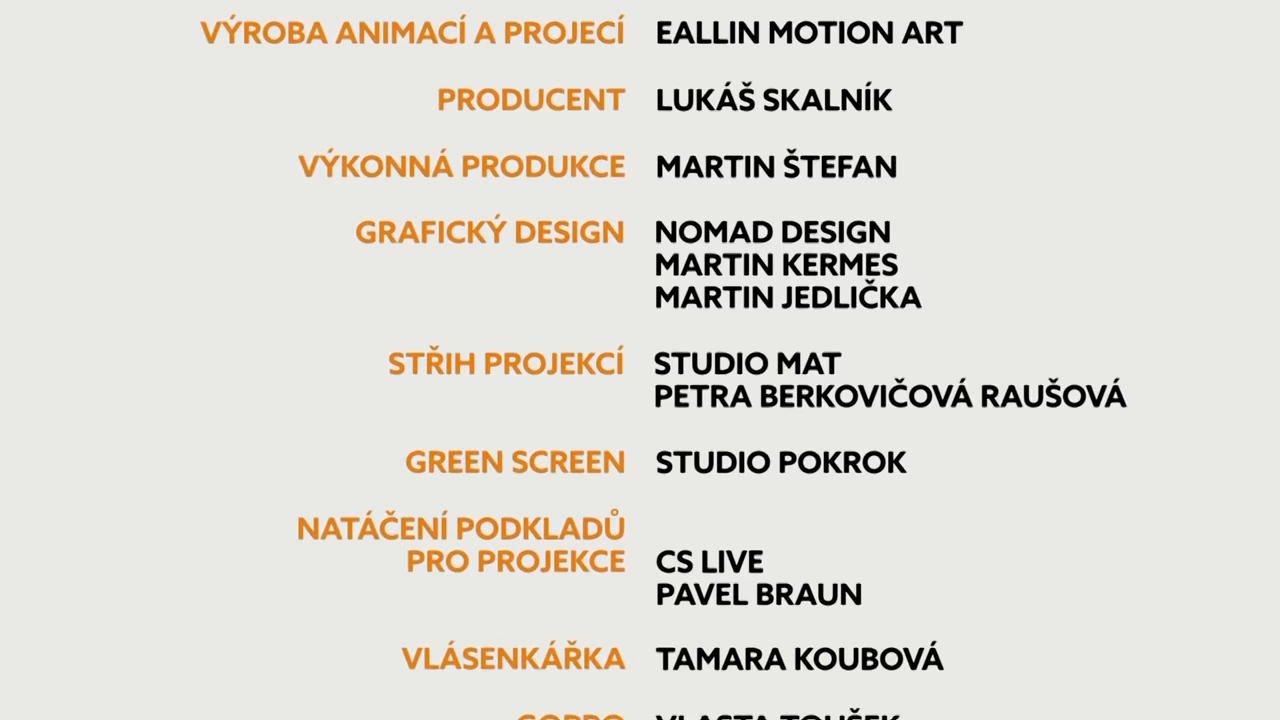 VÝROBA ANIMACÍ A PROJECÍ EALLIN MOTION ART
PRODUCENT LUKÁŠ SKALNÍK
VÝKONNÁ PRODUKCE MARTIN ŠTEFAN
GRAFICKÝ DESIGN NOMAD DESIGN
MARTIN KERMES
MARTIN JEDLIČKA
STŘIH PROJEKCÍ STUDIO MAT
PETRA BERKOVIČOVÁ RAUŠOVÁ
GREEN SCREEN STUDIO POKROK
NATÁČENÍ PODKLADŮ
PRO PROJEKCE CS LIVE
PAVEL BRAUN
VLÁSENKÁŘKA TAMARA KOUBOVÁ